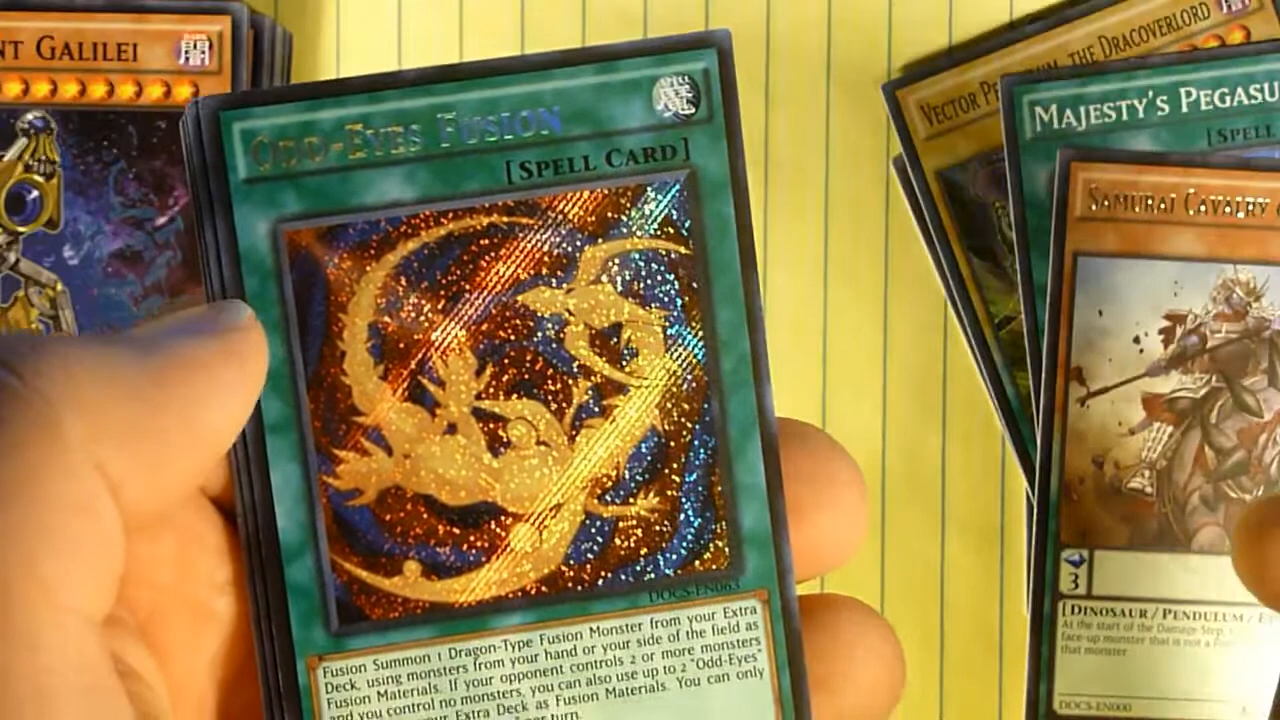 NT GALILEI
ODD-EYES FUSION
[SPELL CARD]
DOCS-EN063
Fusion Summon 1 Dragon-Type Fusion Monster from your Extra
Deck, using monsters from your hand or your side of the field as
Fusion Materials. If your opponent controls 2 or more monsters
and you control no monsters, you can also use up to 2 "Odd-Eyes"
Extra Deck as Fusion Materials. You can only
per turn.
VECTOR THE DRACOVERLORD
MAJESTY'S PEGASU
[SPELL
SAMURAI CAVALRY
3
[DINOSAUR/PENDULUM/E
At the start of the Damage Step,
face-up monster that is not a
that monster
DOCS-EN000